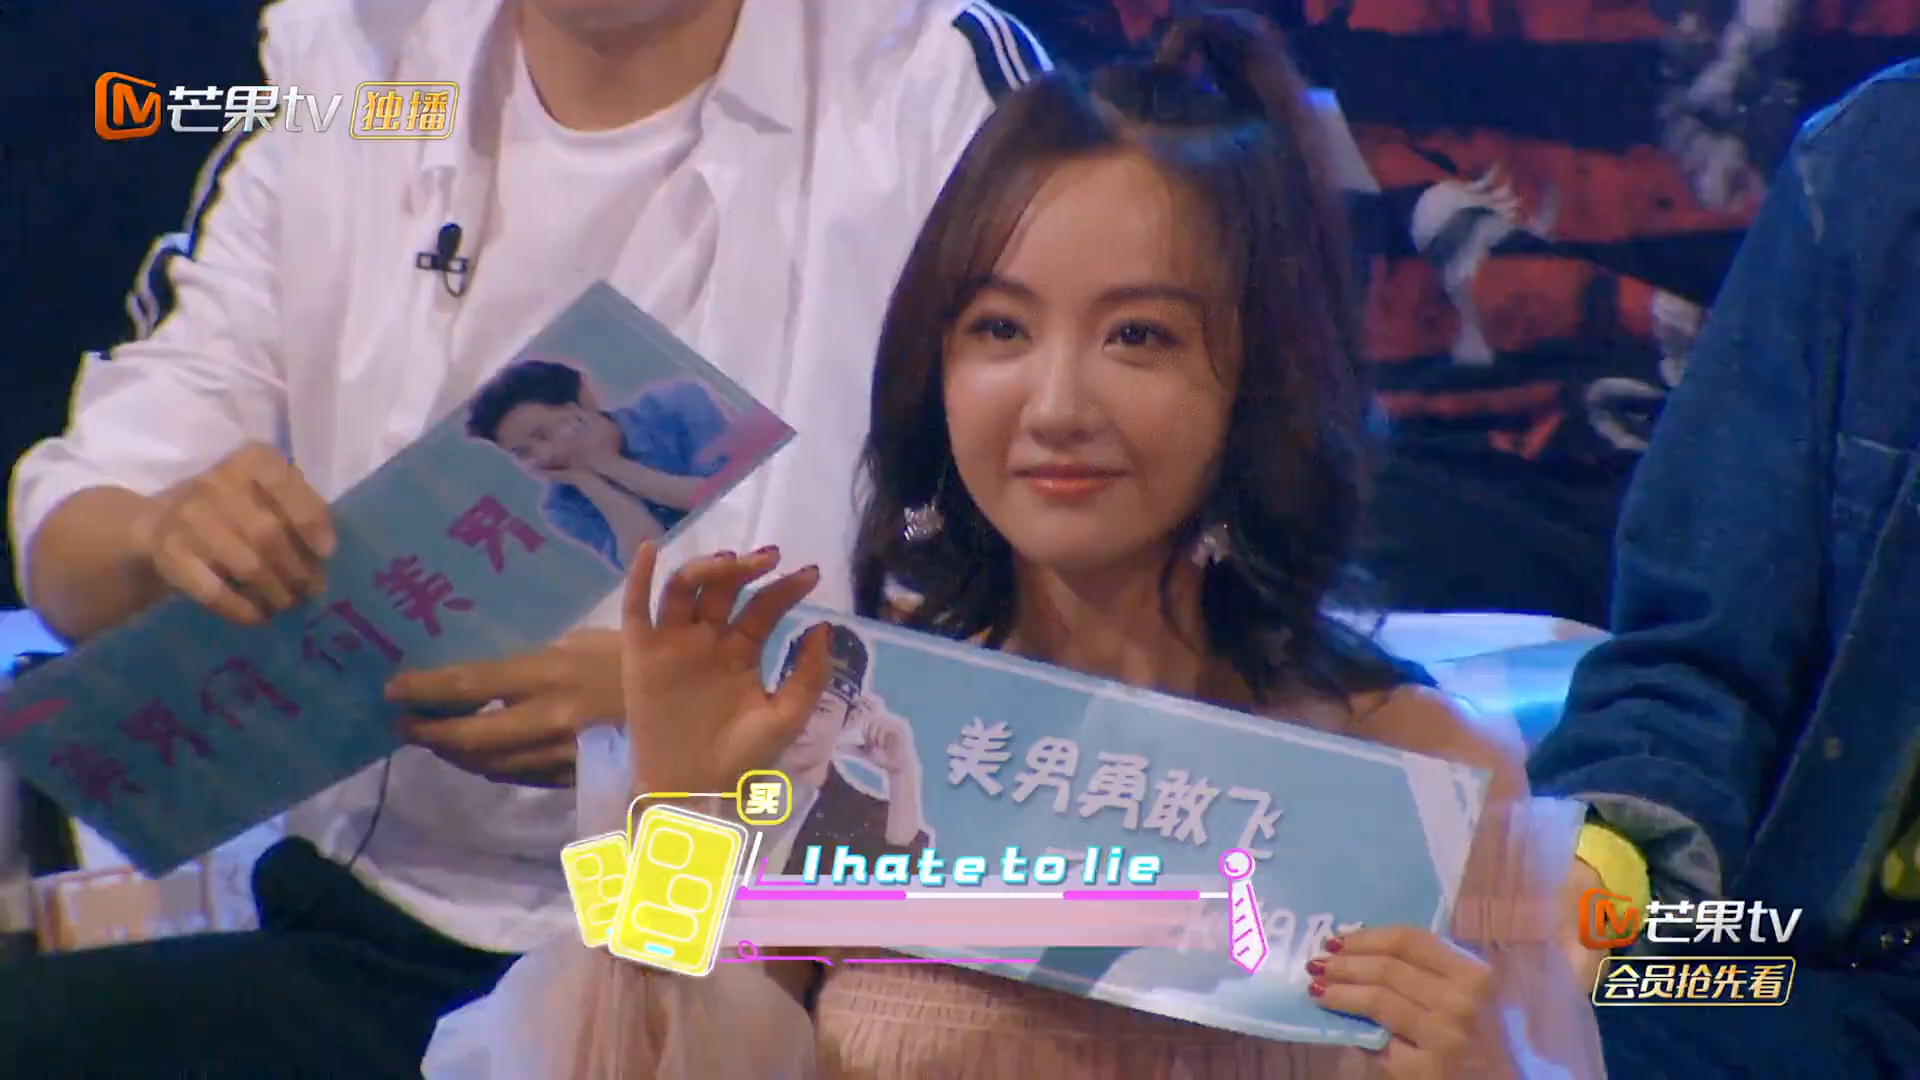 芒果tv 独播
美男何何美男
美男勇敢飞
买
I hate to lie
芒果tv
会员抢先看